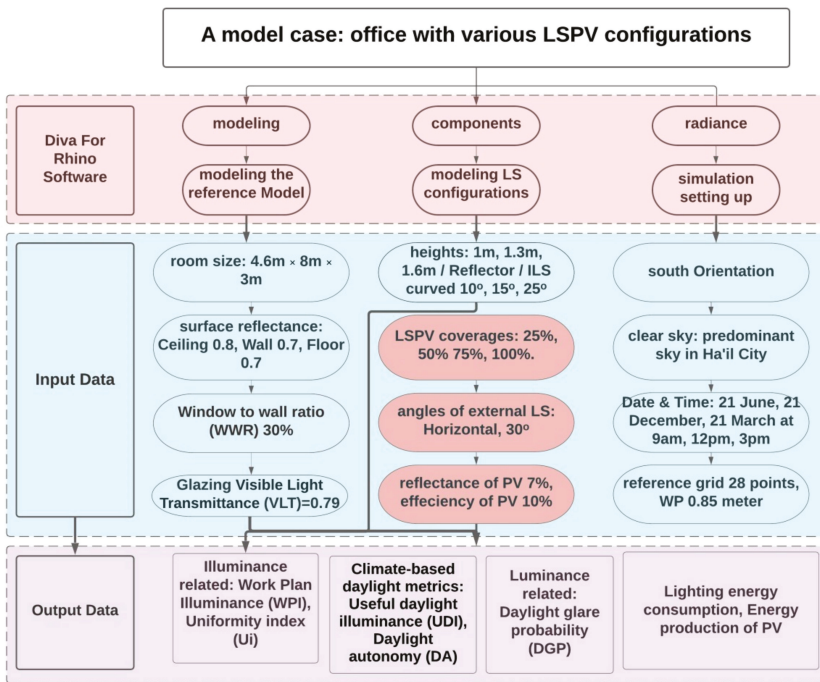 A model case: office with various LSPV configurations
Diva For
Rhino
Software
modeling
components
radiance
modeling the
reference Model
modeling LS
configurations
simulation
setting up
Input Data
room size: 4.6m × 8m ×
3m
surface reflectance:
Ceiling 0.8, Wall 0.7, Floor
0.7
Window to wall ratio
(WWR) 30%
Glazing Visible Light
Transmittance (VLT)=0.79
heights: 1m, 1.3m,
1.6m / Reflector / ILS
curved 10º, 15º, 25º
LSPV coverages: 25%,
50% 75%, 100%.
angles of external LS:
Horizontal, 30º
reflectance of PV 7%,
effeciency of PV 10%
south Orientation
clear sky: predominant
sky in Ha'il City
Date & Time: 21 June, 21
December, 21 March at
9am, 12pm, 3pm
reference grid 28 points,
WP 0.85 meter
Output Data
Illuminance
related: Work Plan
Illuminance (WPI),
Uniformity index
(Ui)
Climate-based
daylight metrics:
Useful daylight
illuminance (UDI),
Daylight
autonomy (DA)
Luminance
related:
Daylight glare
probability
(DGP)
Lighting energy
consumption, Energy
production of PV